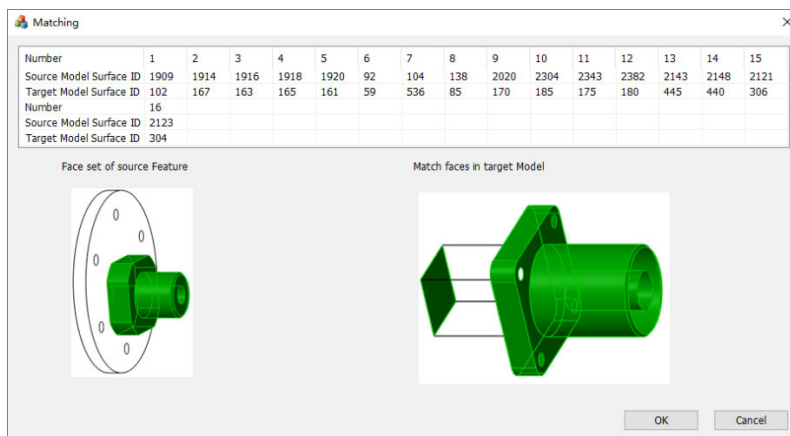 Matching
Number 1 2 3 4 5 6 7 8 9 10 11 12 13 14 15
Source Model Surface ID 1909 1914 1916 1918 1920 92 104 138 2020 2304 2343 2382 2143 2148 2121
Target Model Surface ID 102 167 163 165 161 59 536 85 170 185 175 180 445 440 306
Number 16
Source Model Surface ID 2123
Target Model Surface ID 304
Face set of source Feature
Match faces in target Model
OK Cancel